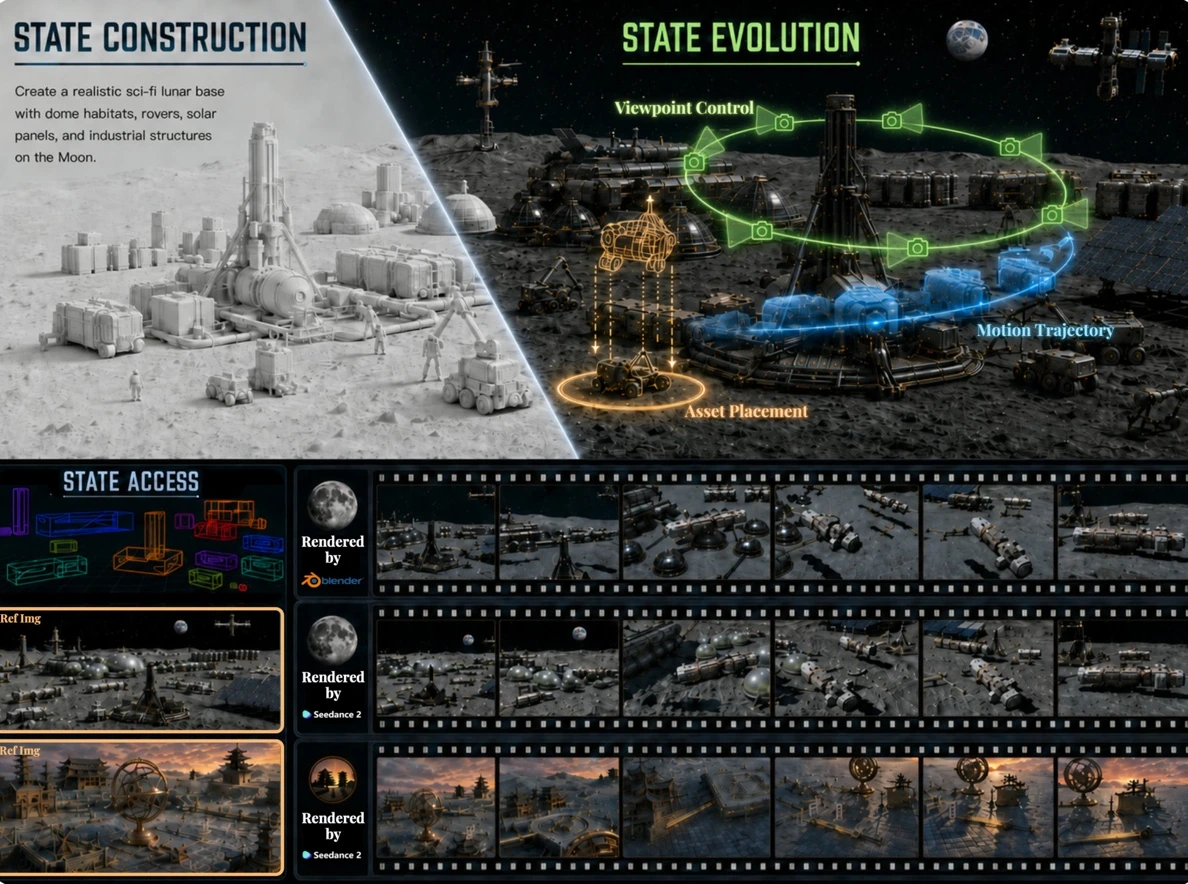 STATE CONSTRUCTION
Create a realistic sci-fi lunar base
with dome habitats, rovers, solar
panels, and industrial structures
on the Moon.
STATE EVOLUTION
Viewpoint Control
Motion Trajectory
Asset Placement
STATE ACCESS
Rendered
by
blender
Ref Img
Rendered
by
Seedance 2
Ref Img
Rendered
by
Seedance 2